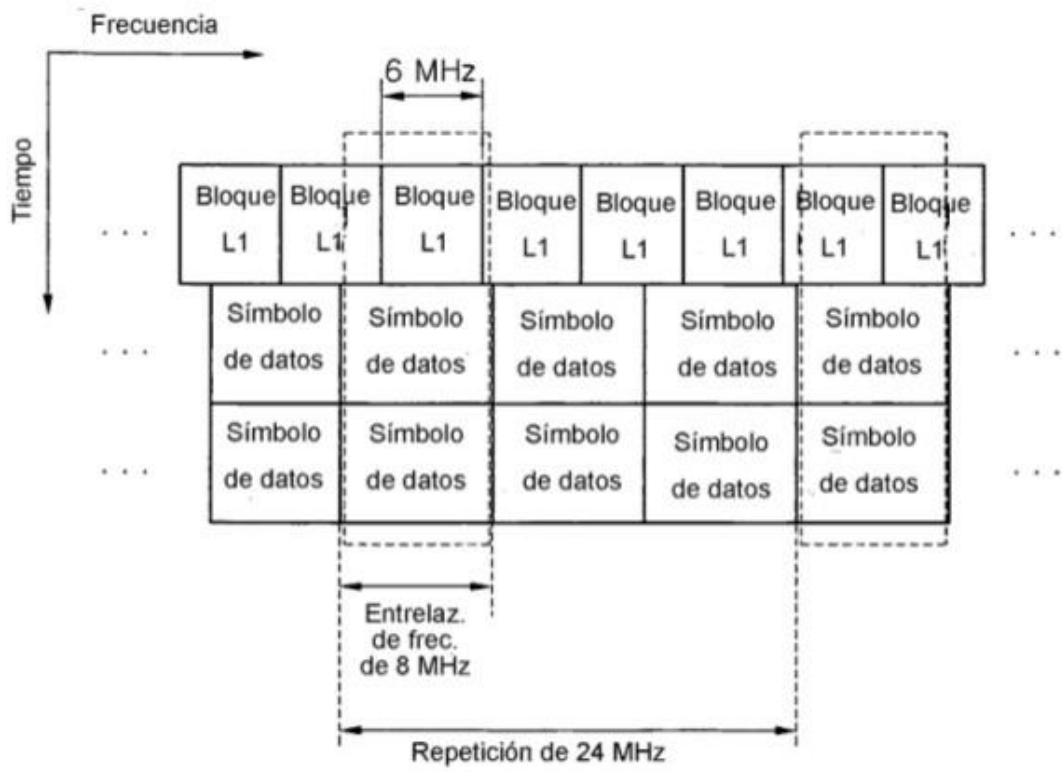 Frecuencia
6 MHz
Tiempo
Bloque Bloque Bloque Bloque Bloque Bloque Bloque Bloque
L1 L1 L1 L1 L1 L1 L1 L1
. . . . . .
Símbolo Símbolo Símbolo Símbolo Símbolo
. . . de datos de datos de datos de datos de datos . . .
Símbolo Símbolo Símbolo Símbolo Símbolo
. . . de datos de datos de datos de datos de datos . . .
Entrelaz.
de frec.
de 8 MHz
Repetición de 24 MHz